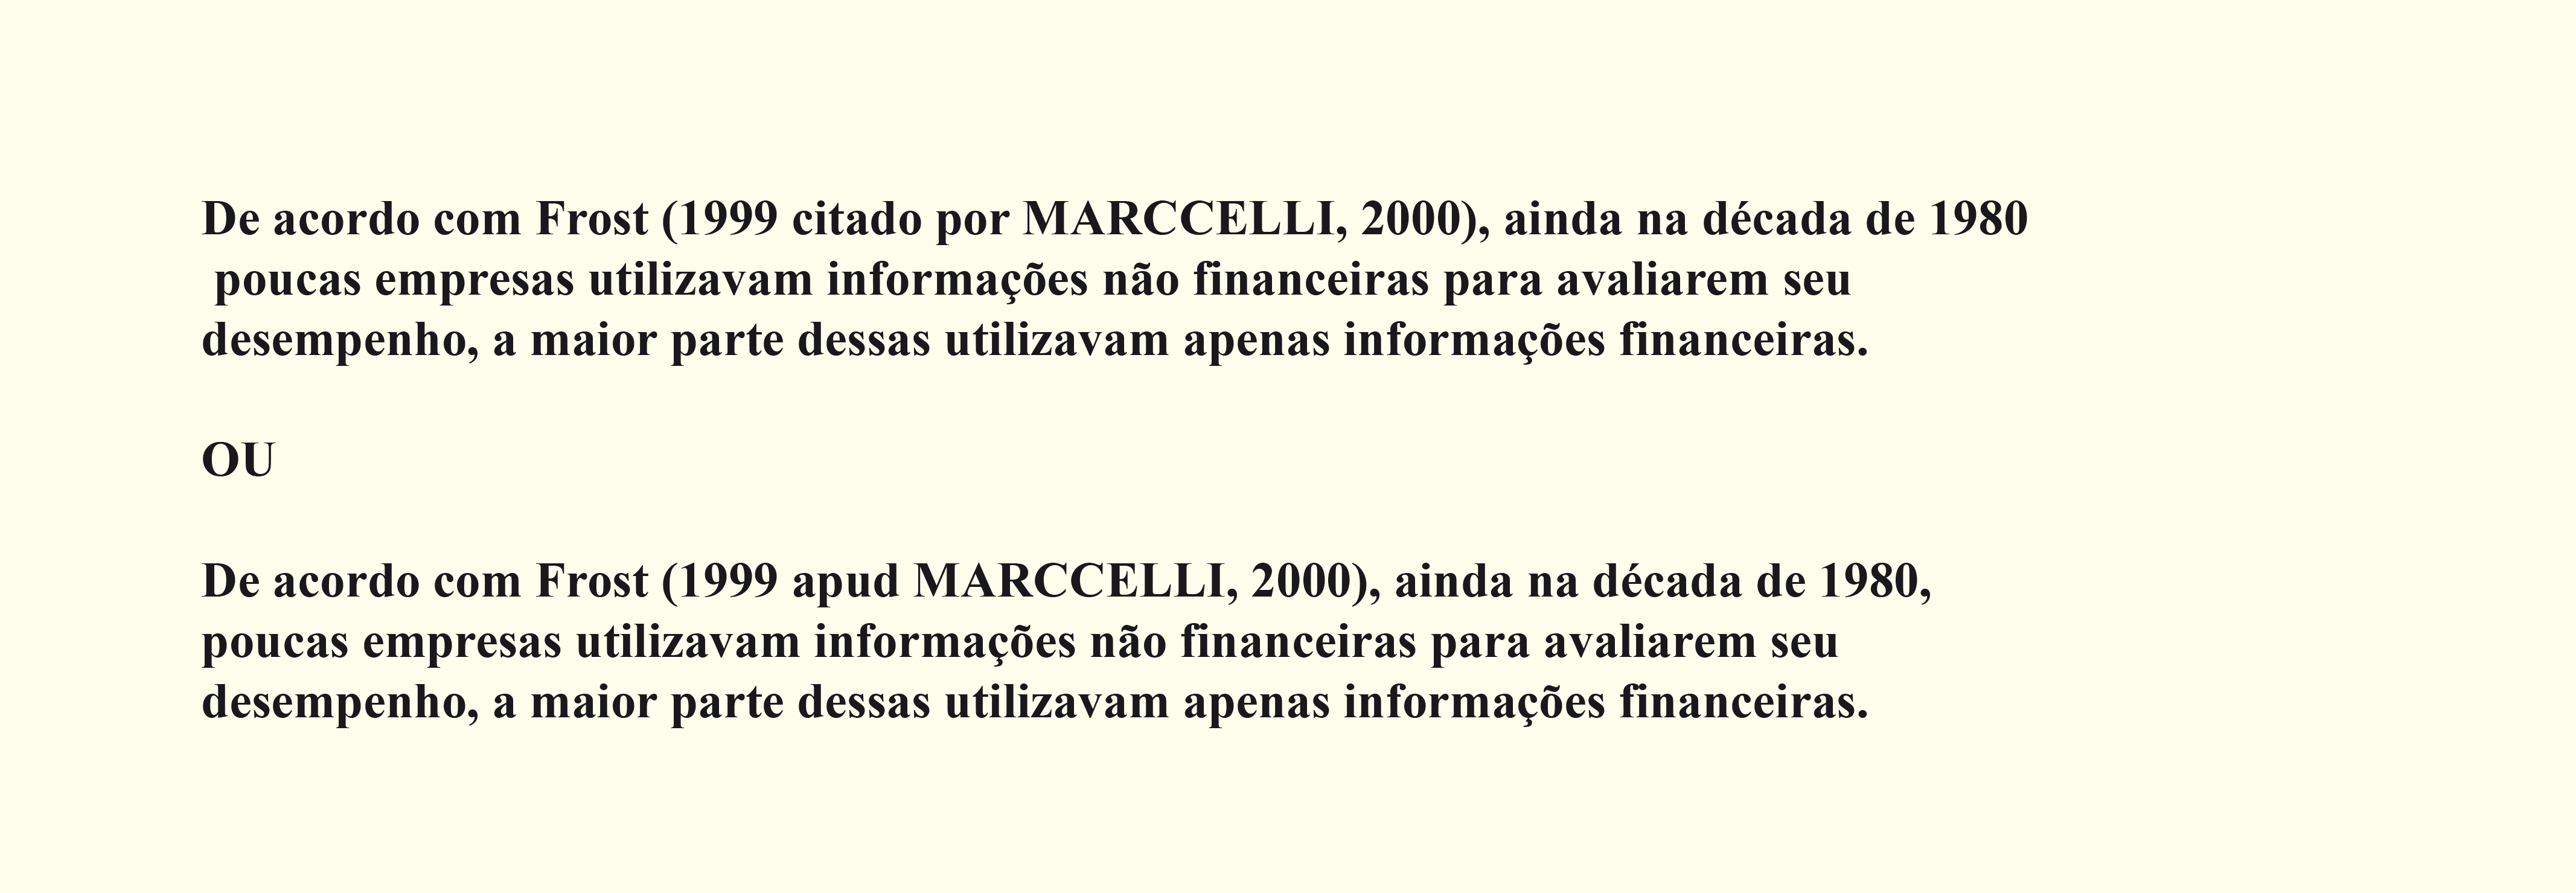 De acordo com Frost (1999 citado por MARCCELLI, 2000), ainda na década de 1980
poucas empresas utilizavam informações não financeiras para avaliarem seu
desempenho, a maior parte dessas utilizavam apenas informações financeiras.
OU
De acordo com Frost (1999 apud MARCCELLI, 2000), ainda na década de 1980,
poucas empresas utilizavam informações não financeiras para avaliarem seu
desempenho, a maior parte dessas utilizavam apenas informações financeiras.